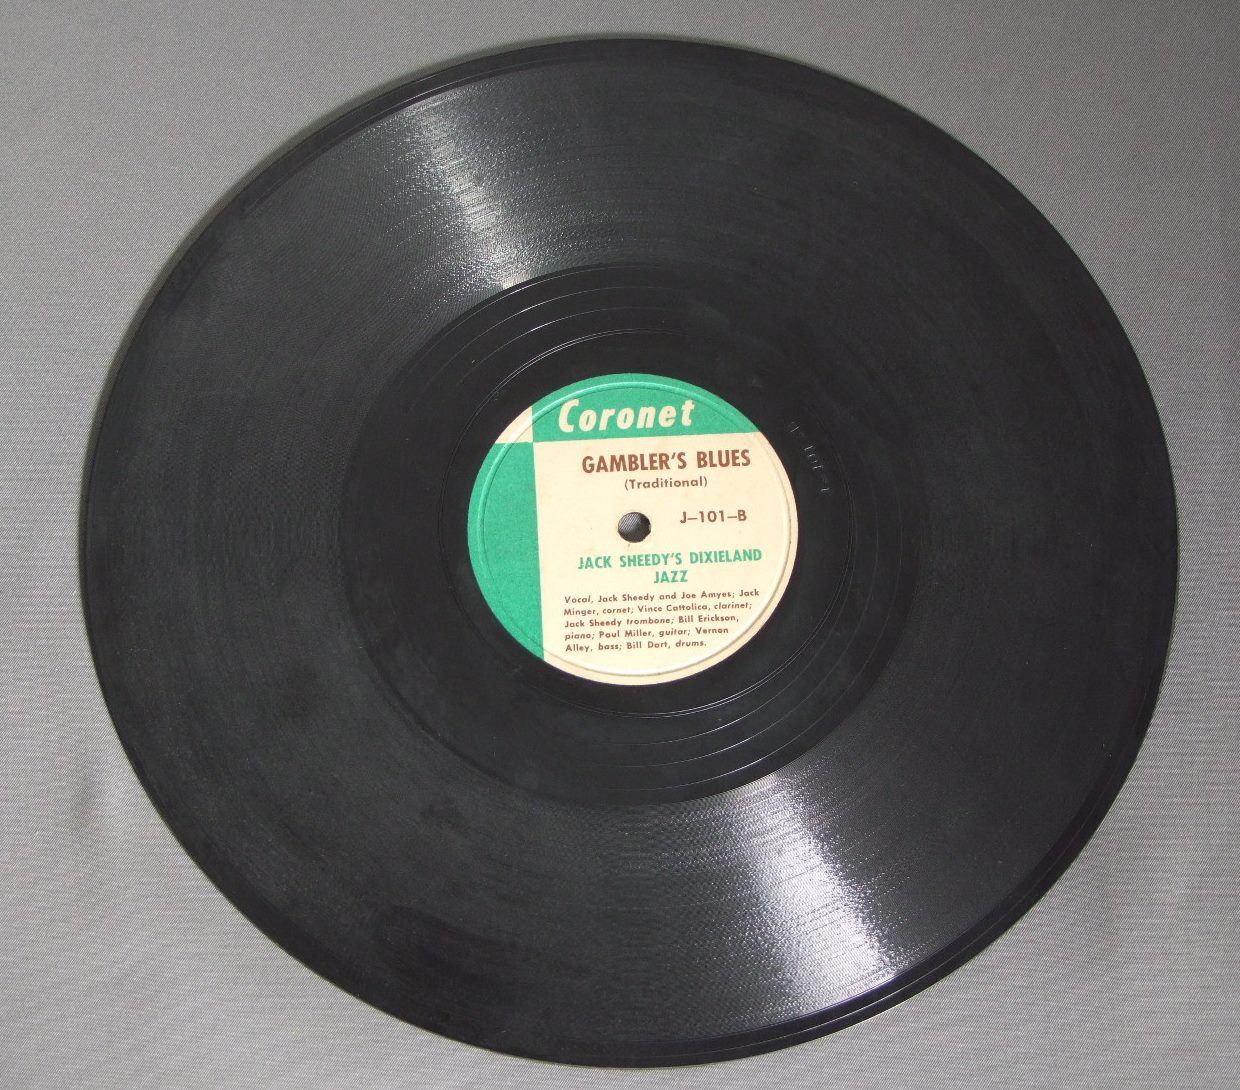 Coronet
GAMBLER'S BLUES
(Traditional)
J–101–B
JACK SHEEDY'S DIXIELAND
JAZZ
Vocal, Jack Sheedy and Joe Amyes; Jack
Minger, cornet; Vince Cattolica, clarinet;
Jack Sheedy trombone; Bill Erickson,
piano; Paul Miller, guitar; Vernon
Alley, bass; Bill Dart, drums.